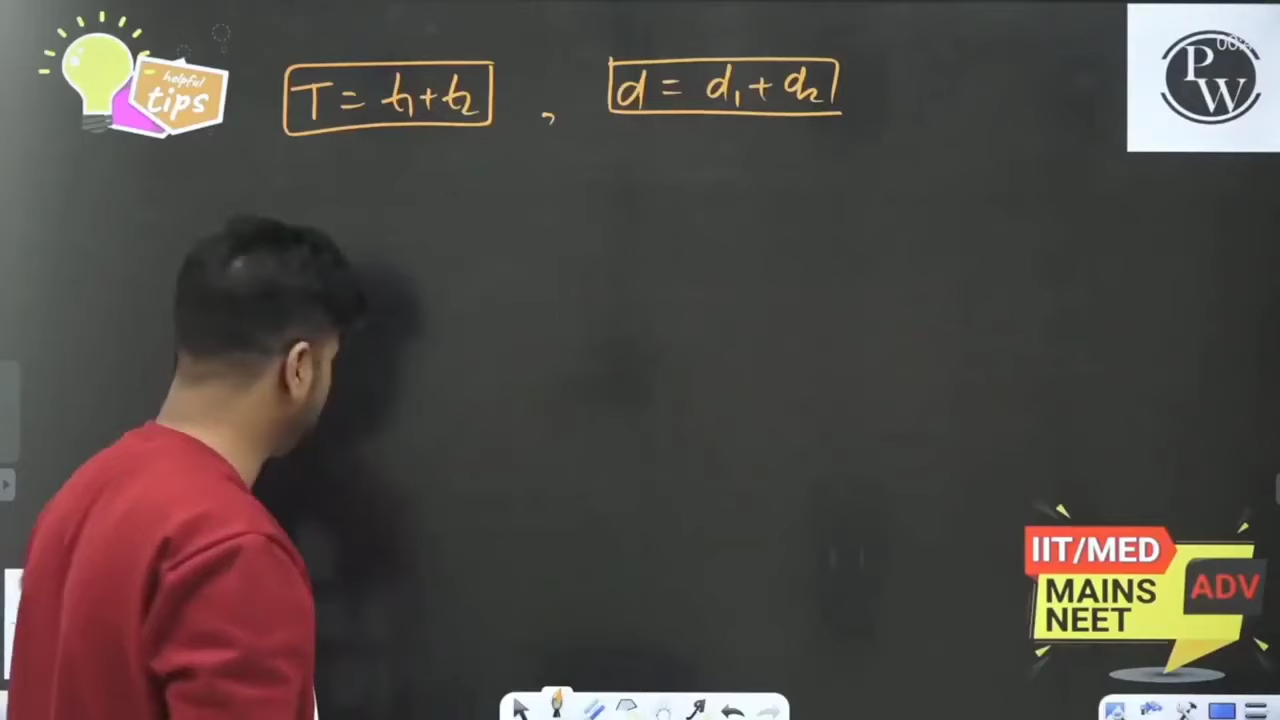 helpful
tips
T = t₁ + t₂ , d = d₁ + d₂
PW
IIT/MED
MAINS
NEET
ADV